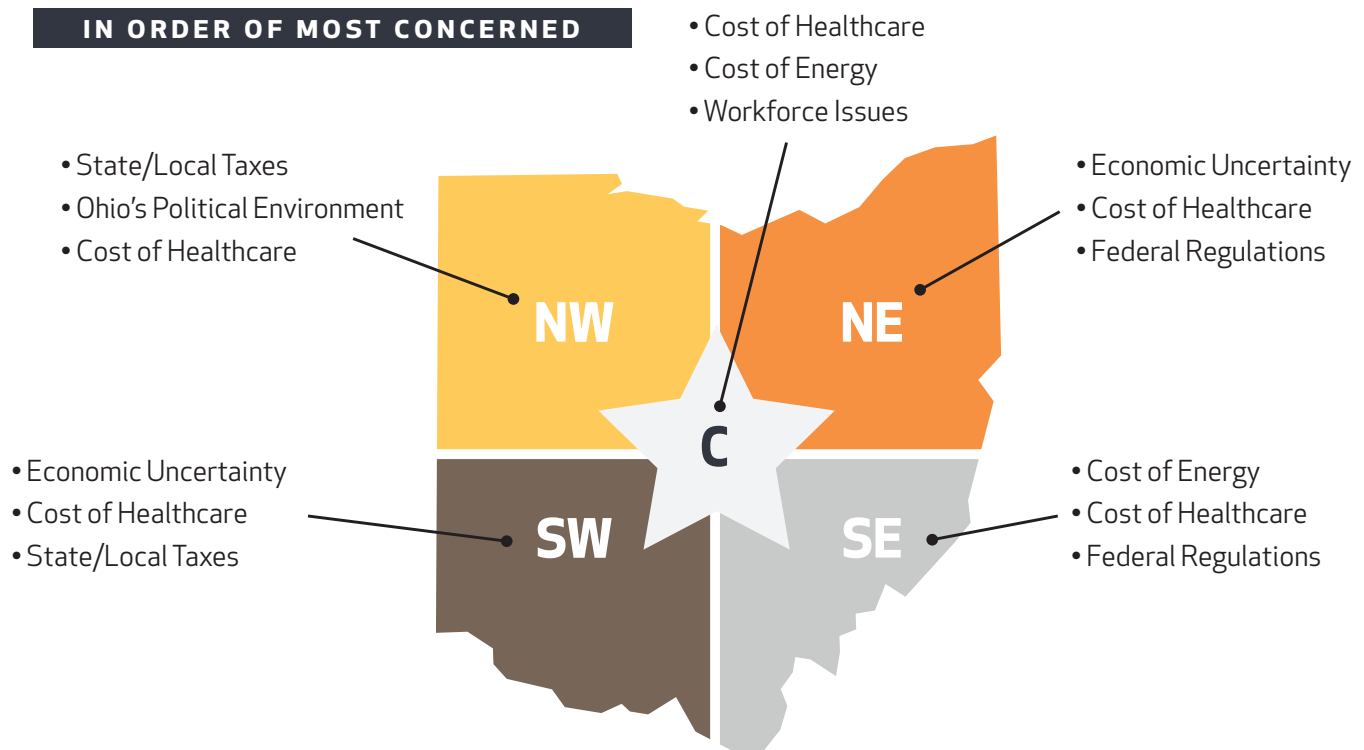 IN ORDER OF MOST CONCERNED
• Cost of Healthcare
• Cost of Energy
• Workforce Issues
• State/Local Taxes
• Ohio's Political Environment
• Cost of Healthcare
• Economic Uncertainty
• Cost of Healthcare
• Federal Regulations
NW
NE
C
• Economic Uncertainty
• Cost of Healthcare
• State/Local Taxes
SW
SE
• Cost of Energy
• Cost of Healthcare
• Federal Regulations